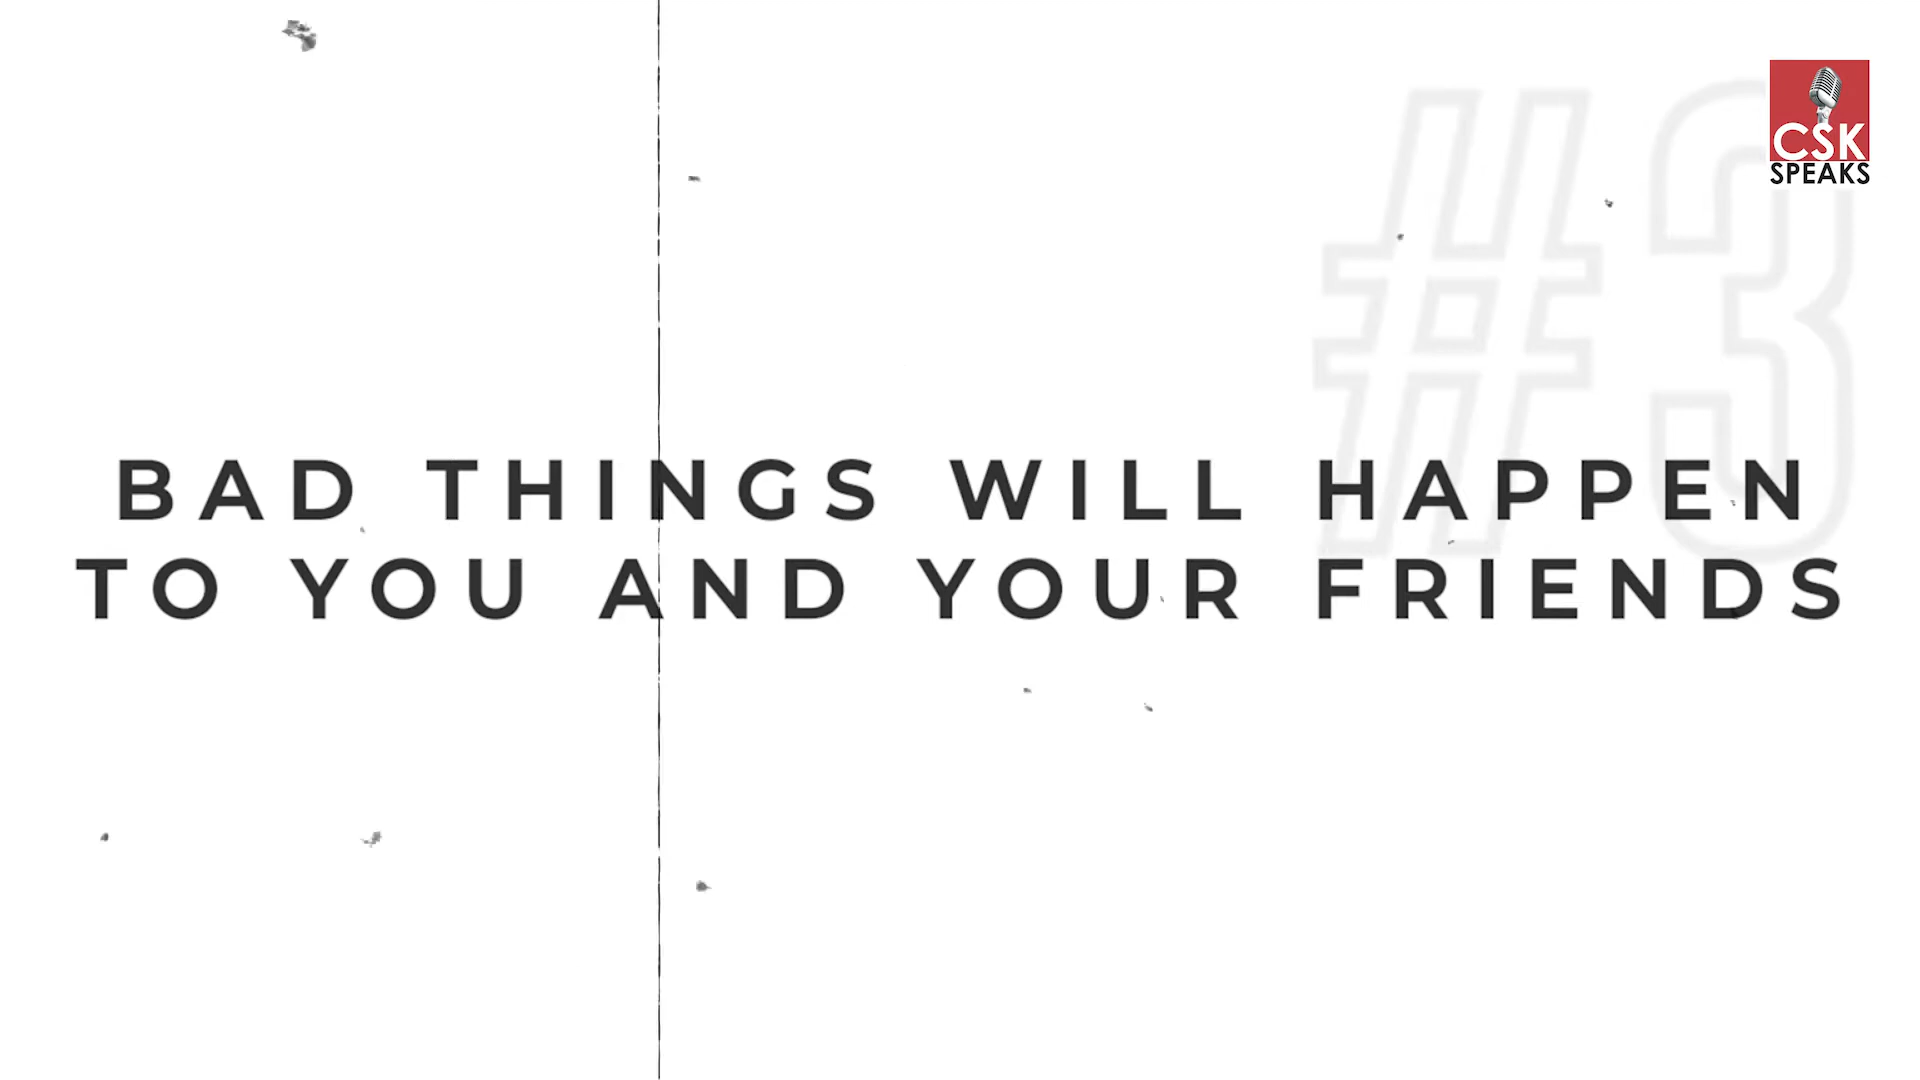 #3
CSK
SPEAKS
BAD THINGS WILL HAPPEN
TO YOU AND YOUR FRIENDS